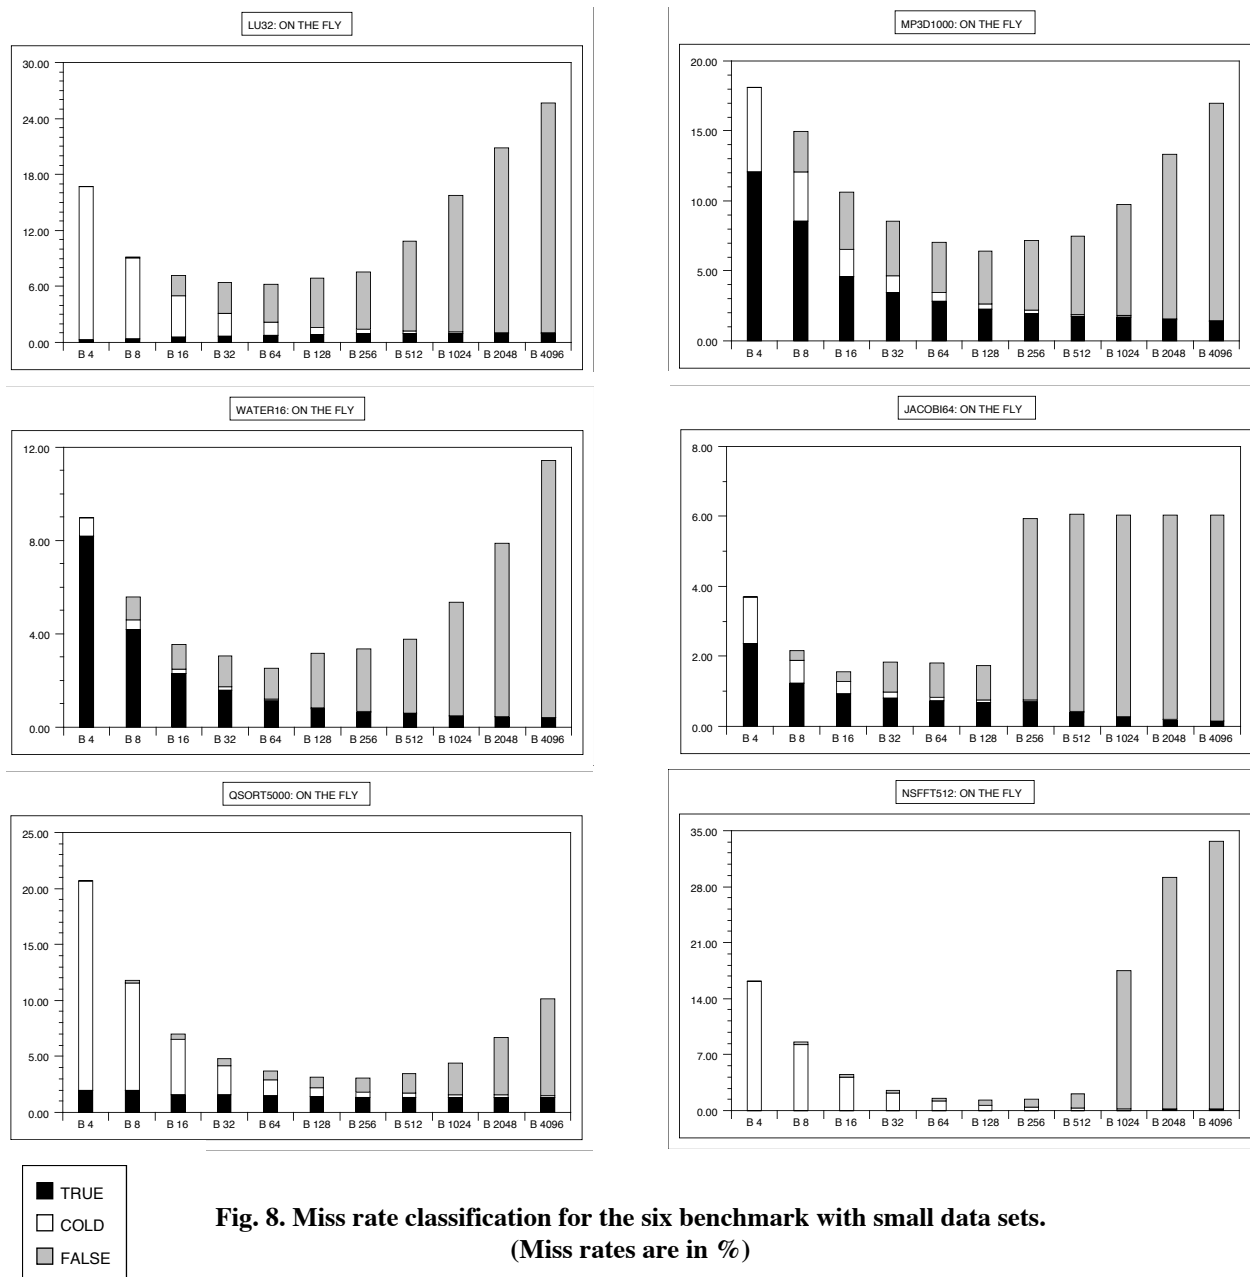 LU32: ON THE FLY
30.00
24.00
18.00
12.00
6.00
0.00
B 4 B 8 B 16 B 32 B 64 B 128 B 256 B 512 B 1024 B 2048 B 4096
MP3D1000: ON THE FLY
20.00
15.00
10.00
5.00
0.00
B 4 B 8 B 16 B 32 B 64 B 128 B 256 B 512 B 1024 B 2048 B 4096
WATER16: ON THE FLY
12.00
8.00
4.00
0.00
B 4 B 8 B 16 B 32 B 64 B 128 B 256 B 512 B 1024 B 2048 B 4096
JACOBI64: ON THE FLY
8.00
6.00
4.00
2.00
0.00
B 4 B 8 B 16 B 32 B 64 B 128 B 256 B 512 B 1024 B 2048 B 4096
QSORT5000: ON THE FLY
25.00
20.00
15.00
10.00
5.00
0.00
B 4 B 8 B 16 B 32 B 64 B 128 B 256 B 512 B 1024 B 2048 B 4096
NSFFT512: ON THE FLY
35.00
28.00
21.00
14.00
7.00
0.00
B 4 B 8 B 16 B 32 B 64 B 128 B 256 B 512 B 1024 B 2048 B 4096
TRUE
COLD
FALSE
Fig. 8. Miss rate classification for the six benchmark with small data sets.
(Miss rates are in %)